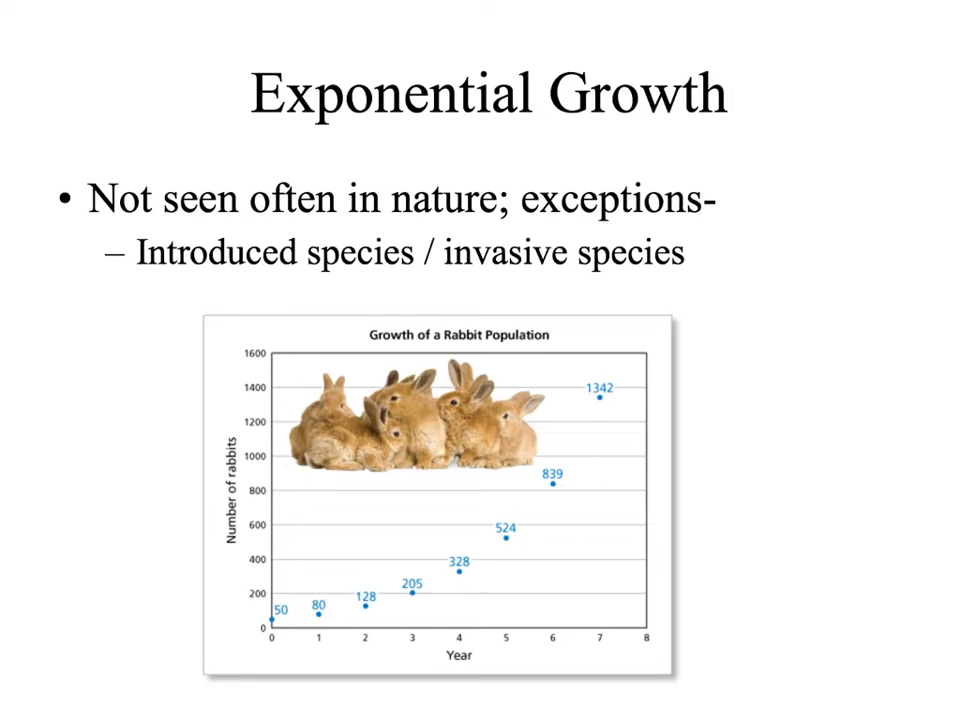 Exponential Growth
• Not seen often in nature; exceptions-
– Introduced species / invasive species
Growth of a Rabbit Population
1600
1400
1200
1000
800
600
400
200
0
Number of rabbits
50
80
128
205
328
524
839
1342
0 1 2 3 4 5 6 7 8
Year